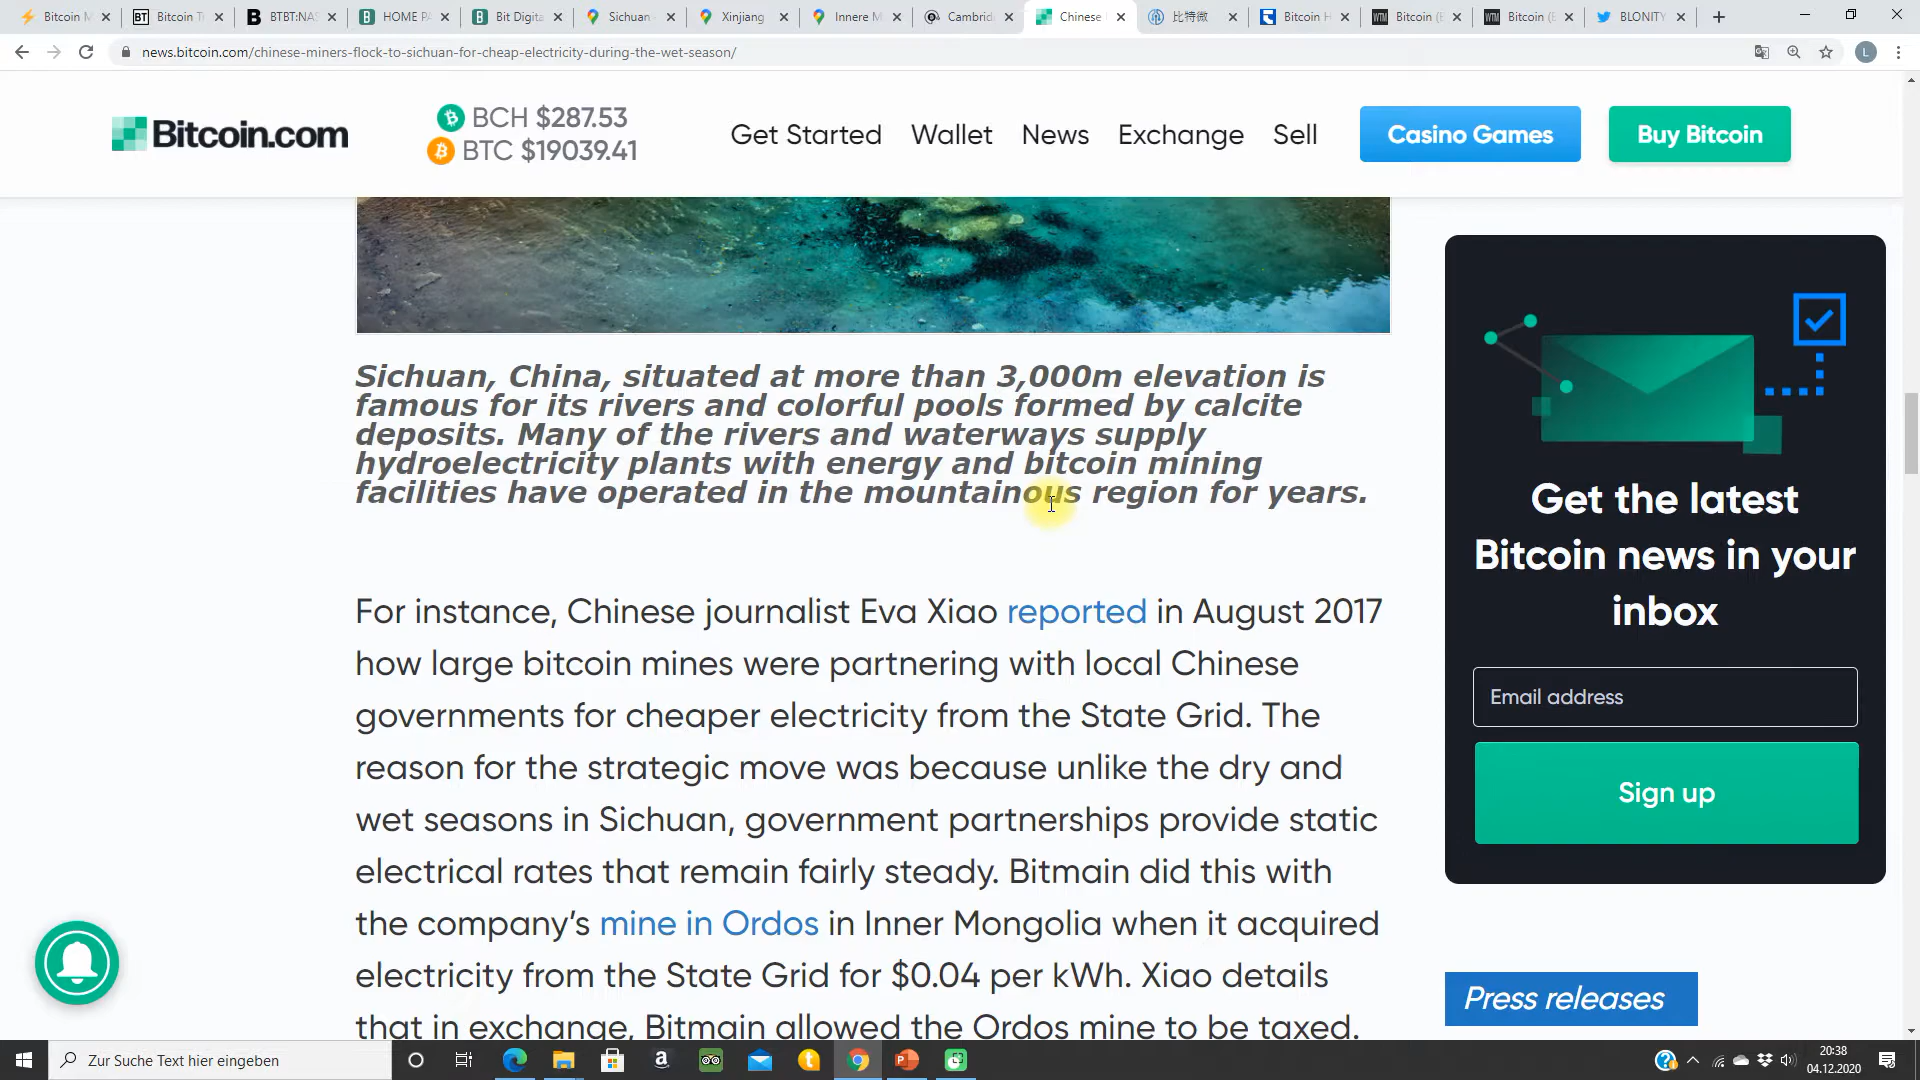 Bitcoin M
Bitcoin T
BTBT:NAS
HOME PA
Bit Digita
Sichuan
Xinjiang
Innere M
Cambrid
Chinese
比特微
Bitcoin H
Bitcoin (
Bitcoin (
BLONITY
news.bitcoin.com/chinese-miners-flock-to-sichuan-for-cheap-electricity-during-the-wet-season/
L
Bitcoin.com
BCH $287.53
BTC $19039.41
Get Started
Wallet
News
Exchange
Sell
Casino Games
Buy Bitcoin
Sichuan, China, situated at more than 3,000m elevation is
famous for its rivers and colorful pools formed by calcite
deposits. Many of the rivers and waterways supply
hydroelectricity plants with energy and bitcoin mining
facilities have operated in the mountainous region for years.
For instance, Chinese journalist Eva Xiao reported in August 2017
how large bitcoin mines were partnering with local Chinese
governments for cheaper electricity from the State Grid. The
reason for the strategic move was because unlike the dry and
wet seasons in Sichuan, government partnerships provide static
electrical rates that remain fairly steady. Bitmain did this with
the company's mine in Ordos in Inner Mongolia when it acquired
electricity from the State Grid for $0.04 per kWh. Xiao details
that in exchange, Bitmain allowed the Ordos mine to be taxed.
Get the latest
Bitcoin news in your
inbox
Email address
Sign up
Press releases
Zur Suche Text hier eingeben
20:38
04.12.2020